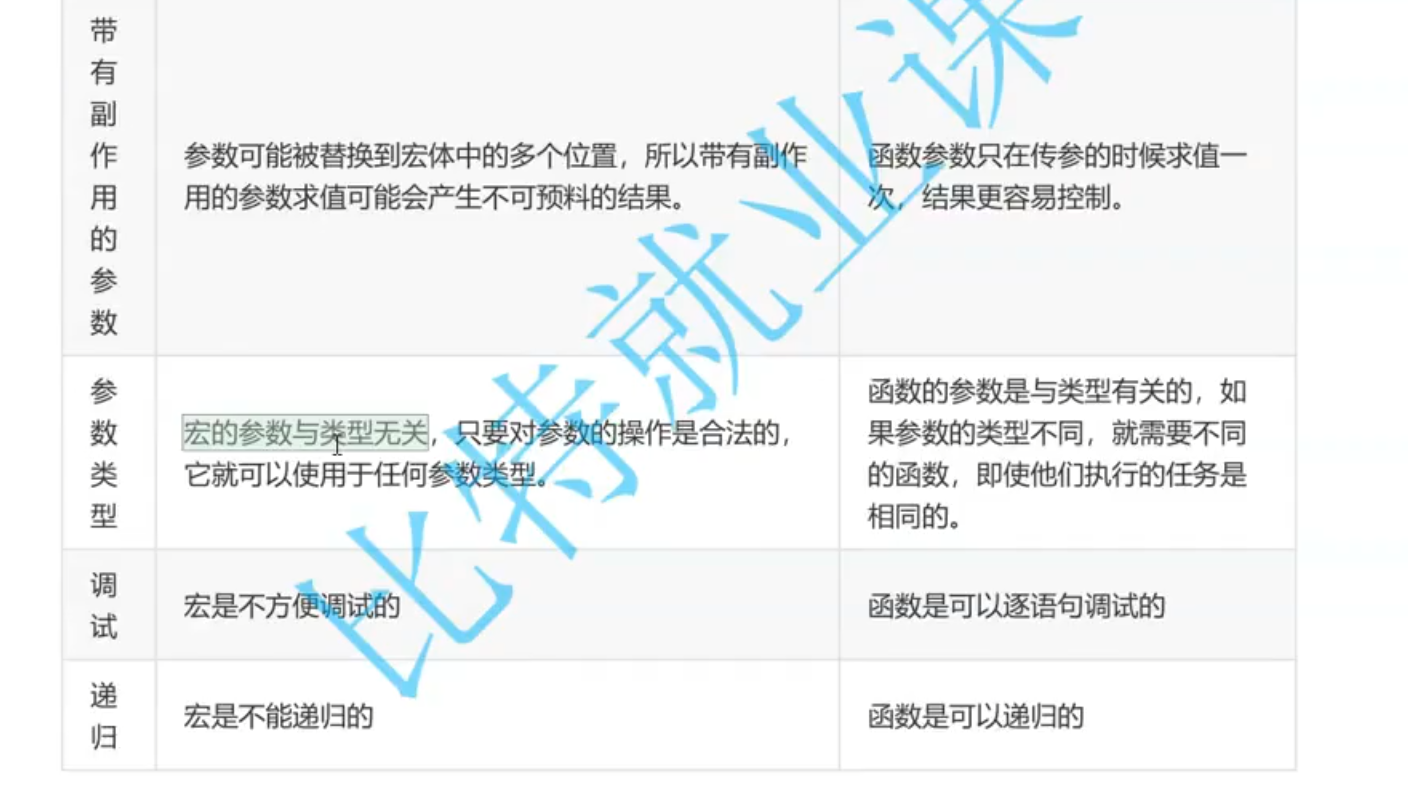 带
有
副
作
用
的
参
数
参数可能被替换到宏体中的多个位置，所以带有副作
用的参数求值可能会产生不可预料的结果。
函数参数只在传参的时候求值一
次，结果更容易控制。
参
数
类
型
宏的参数与类型无关，只要对参数的操作是合法的，
它就可以使用于任何参数类型。
函数的参数是与类型有关的，如
果参数的类型不同，就需要不同
的函数，即使他们执行的任务是
相同的。
调
试
宏是不方便调试的
函数是可以逐语句调试的
递
归
宏是不能递归的
函数是可以递归的
比特就业课